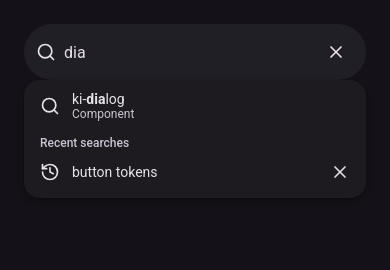 dia
ki-dialog
Component
Recent searches
button tokens